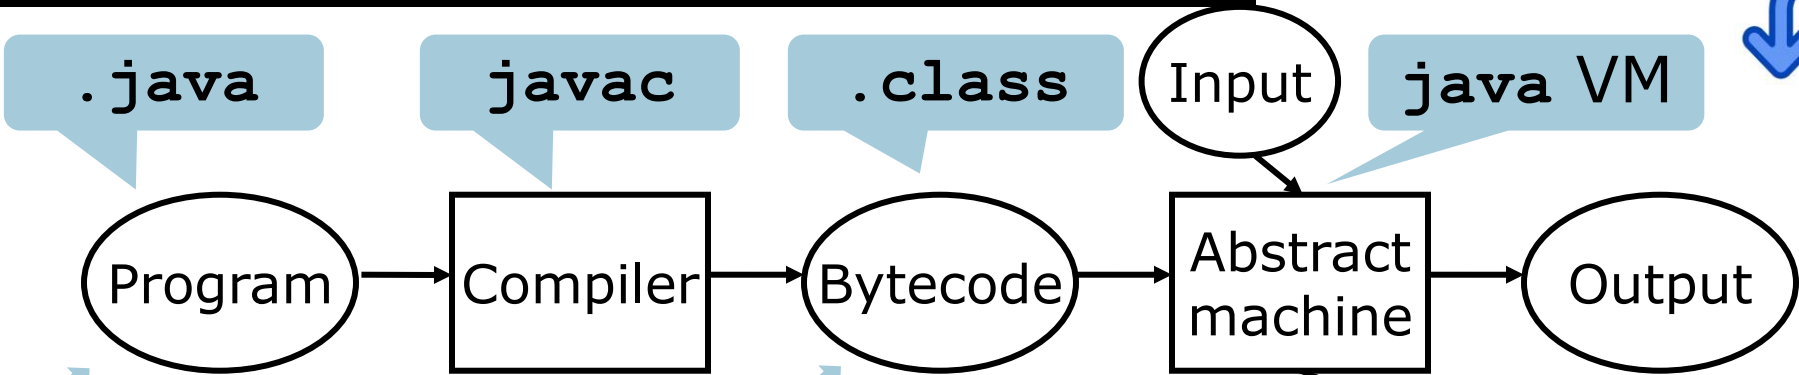 .java
javac
.class
Input
java VM
Program
Compiler
Bytecode
Abstract
machine
Output